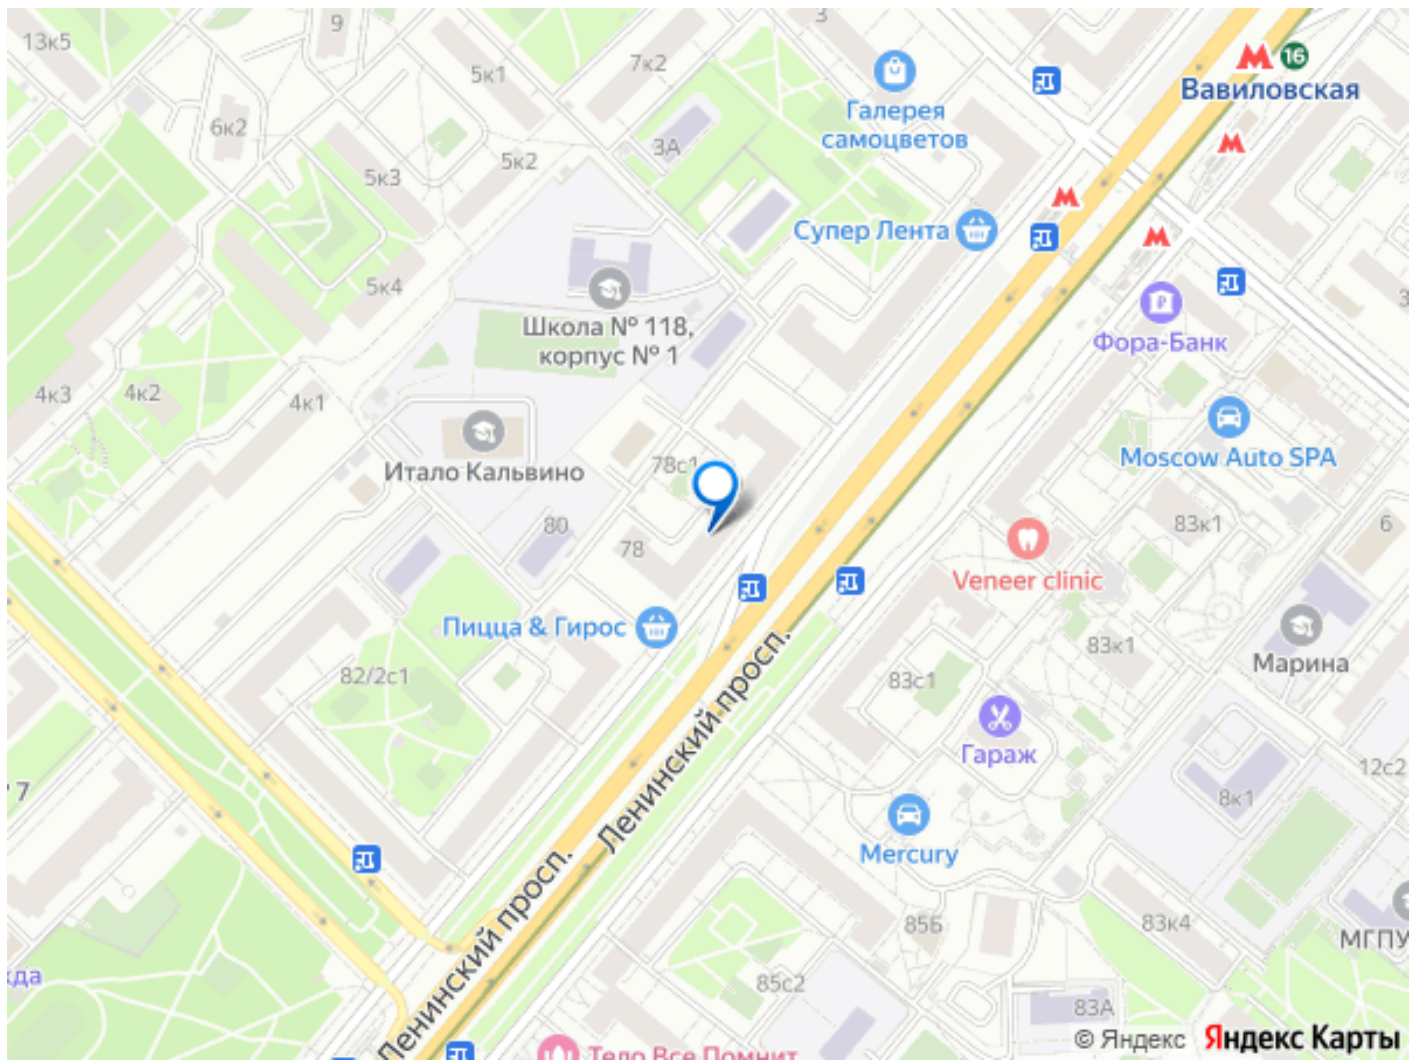 13к5
9
3
5к1
7к2
Галерея
самоцветов
16
Вавиловская
6к2
3А
5к2
5к3
Супер Лента
5к4
Школа № 118,
корпус № 1
Фора-Банк
4к3
4к2
4к1
Итало Кальвино
78с1
Moscow Auto SPA
80
78
83к1
6
Veneer clinic
Пицца & Гирос
83к1
Марина
82/2с1
83с1
Ленинский просп.
Гараж
12с2
7
8к1
Mercury
Ленинский просп.
85Б
83к4
МГПУ
кда
85с2
83А
Тело Все Помнит
© Яндекс Яндекс Карты